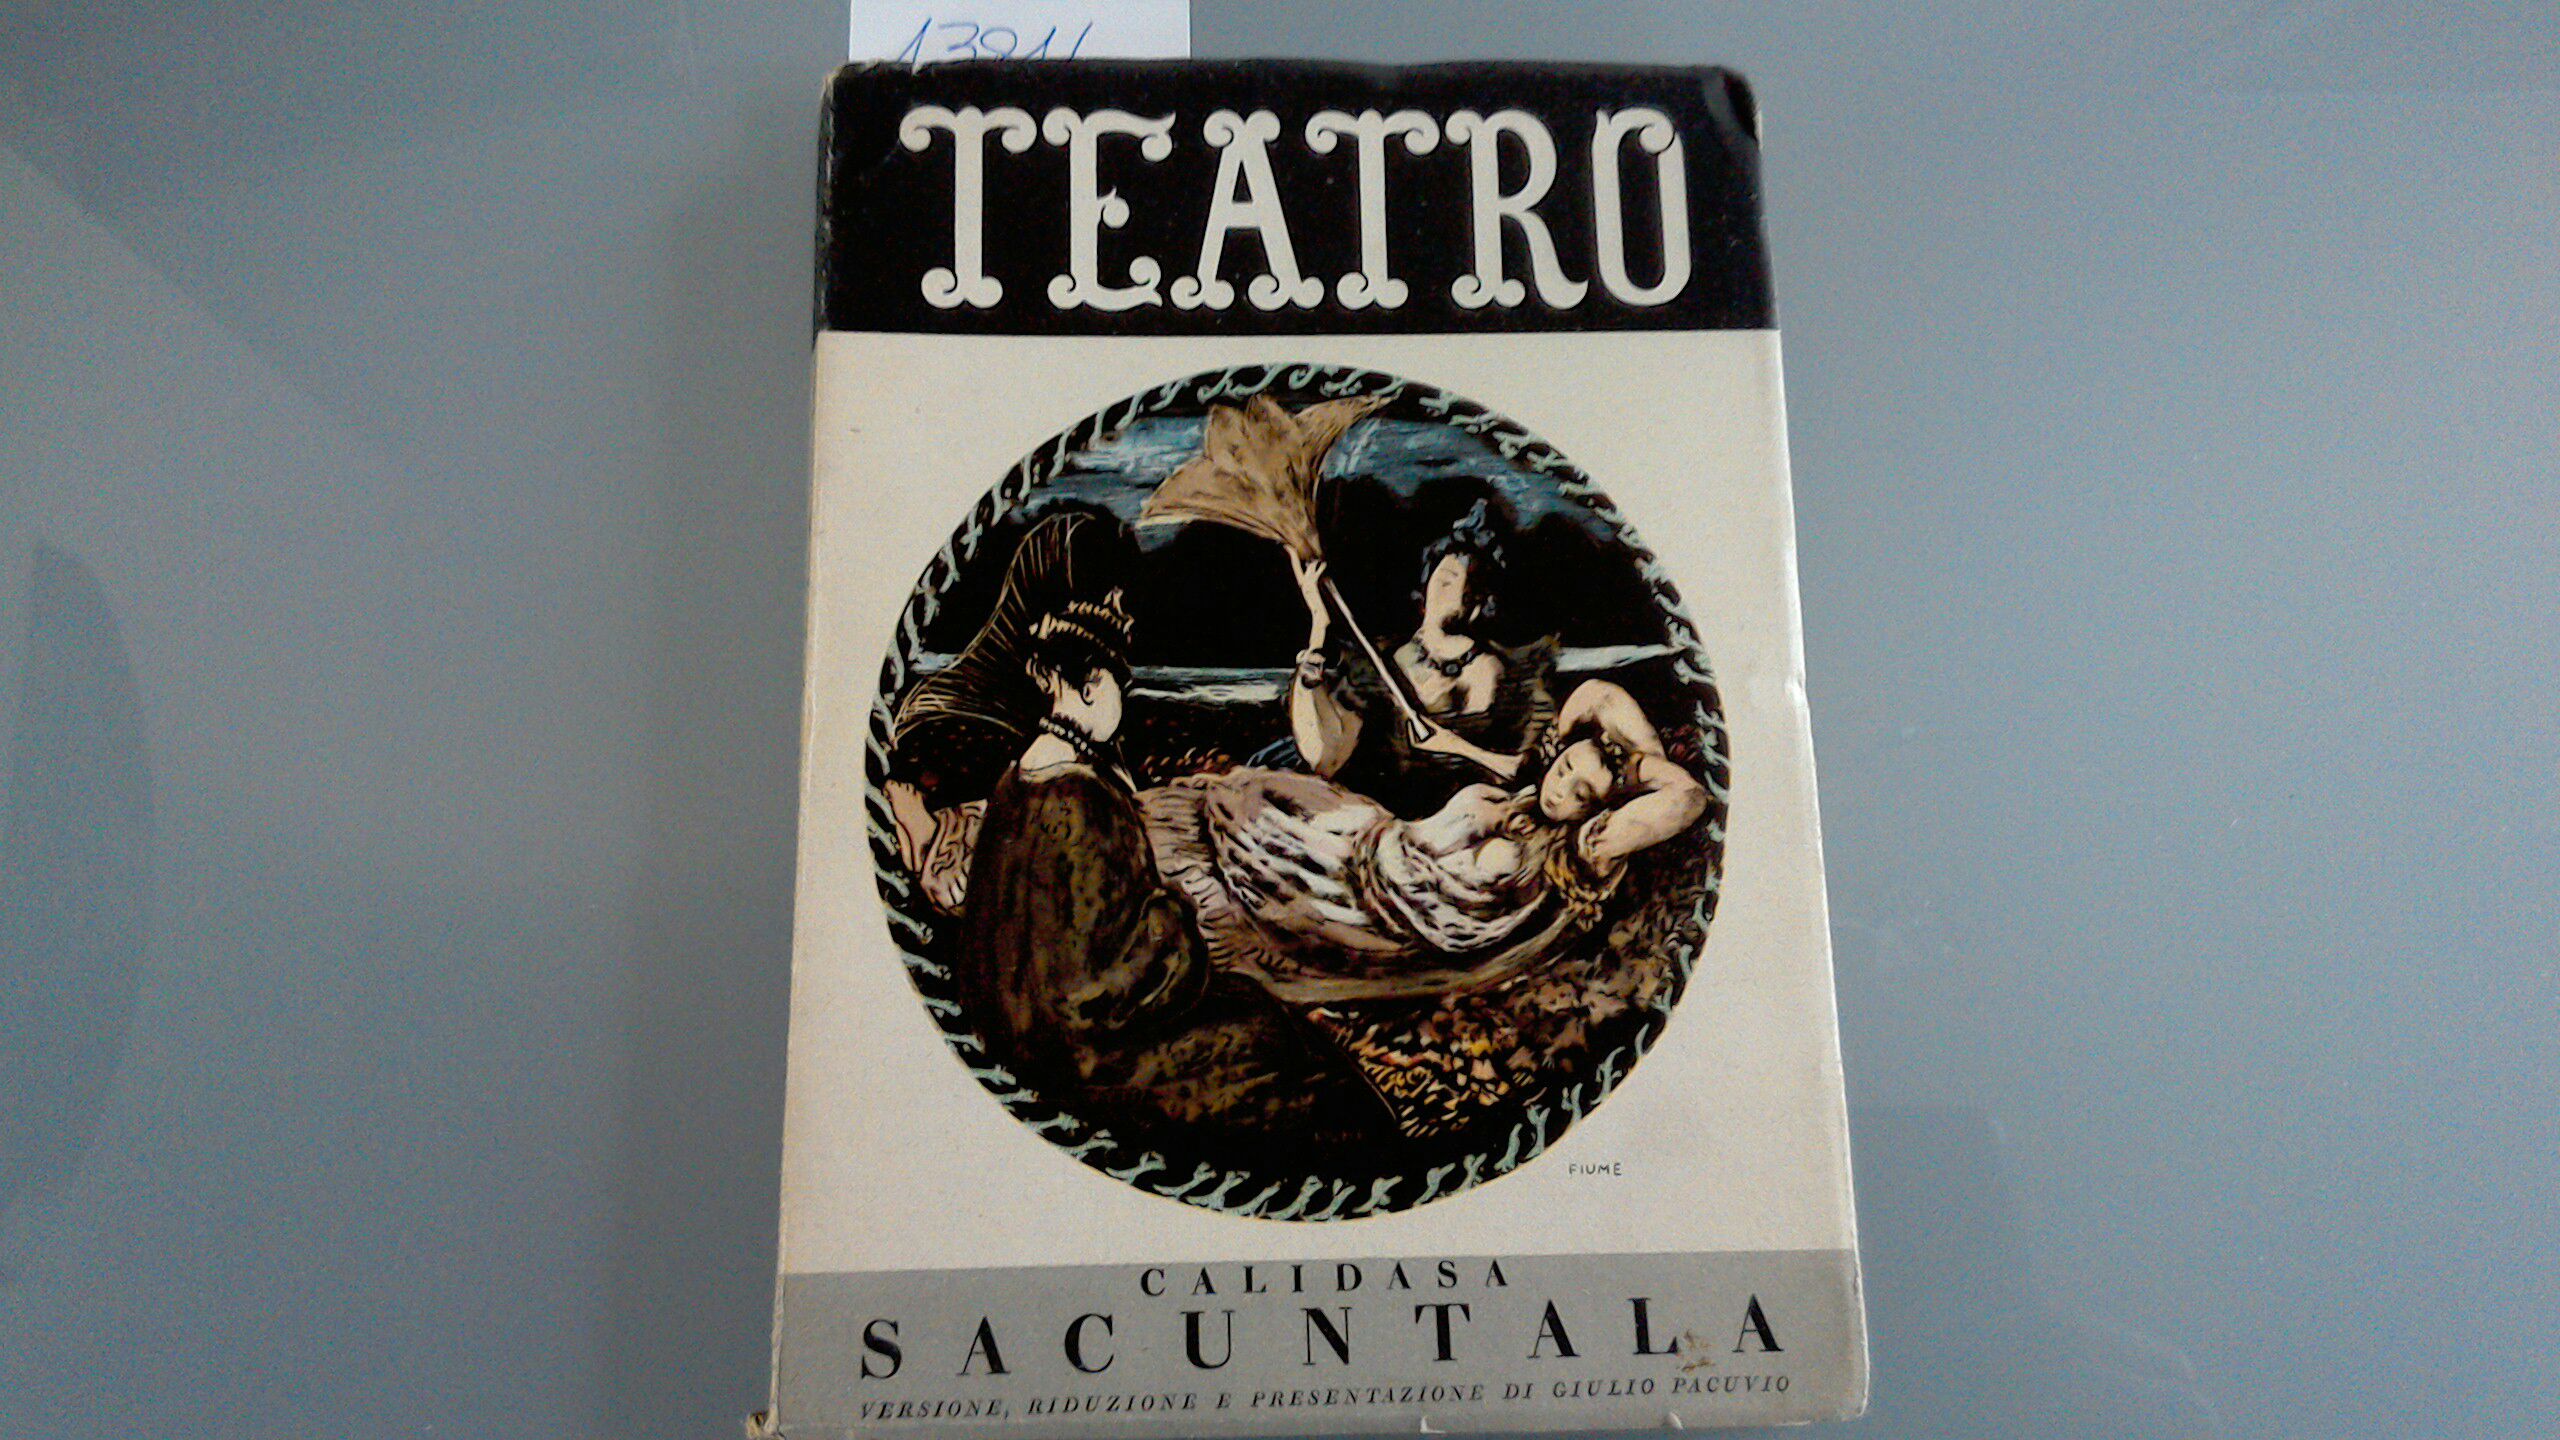 TEATRO
FIUME
CALIDASA
SACUNTALA
VERSIONE, RIDUZIONE E PRESENTAZIONE DI GIULIO PACUVIO